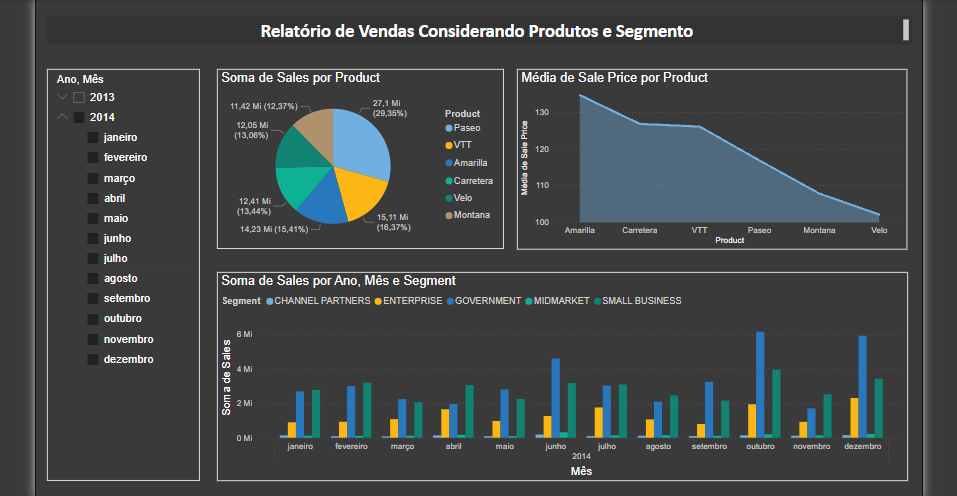 Relatório de Vendas Considerando Produtos e Segmento
Ano, Mês
2013
2014
janeiro
fevereiro
março
abril
maio
junho
julho
agosto
setembro
outubro
novembro
dezembro
Soma de Sales por Product
27,1 Mi
(29,35%)
15,11 Mi
(16,37%)
14,23 Mi (15,41%)
12,41 Mi
(13,44%)
12,05 Mi
(13,06%)
11,42 Mi (12,37%)
Product
Paseo
VTT
Amarilla
Carretera
Velo
Montana
Média de Sale Price por Product
Média de Sale Price
130
120
110
100
Amarilla Carretera VTT Paseo Montana Velo
Product
Soma de Sales por Ano, Mês e Segment
Segment CHANNEL PARTNERS ENTERPRISE GOVERNMENT MIDMARKET SMALL BUSINESS
Soma de Sales
6 Mi
4 Mi
2 Mi
0 Mi
janeiro fevereiro março abril maio junho julho agosto setembro outubro novembro dezembro
2014
Mês